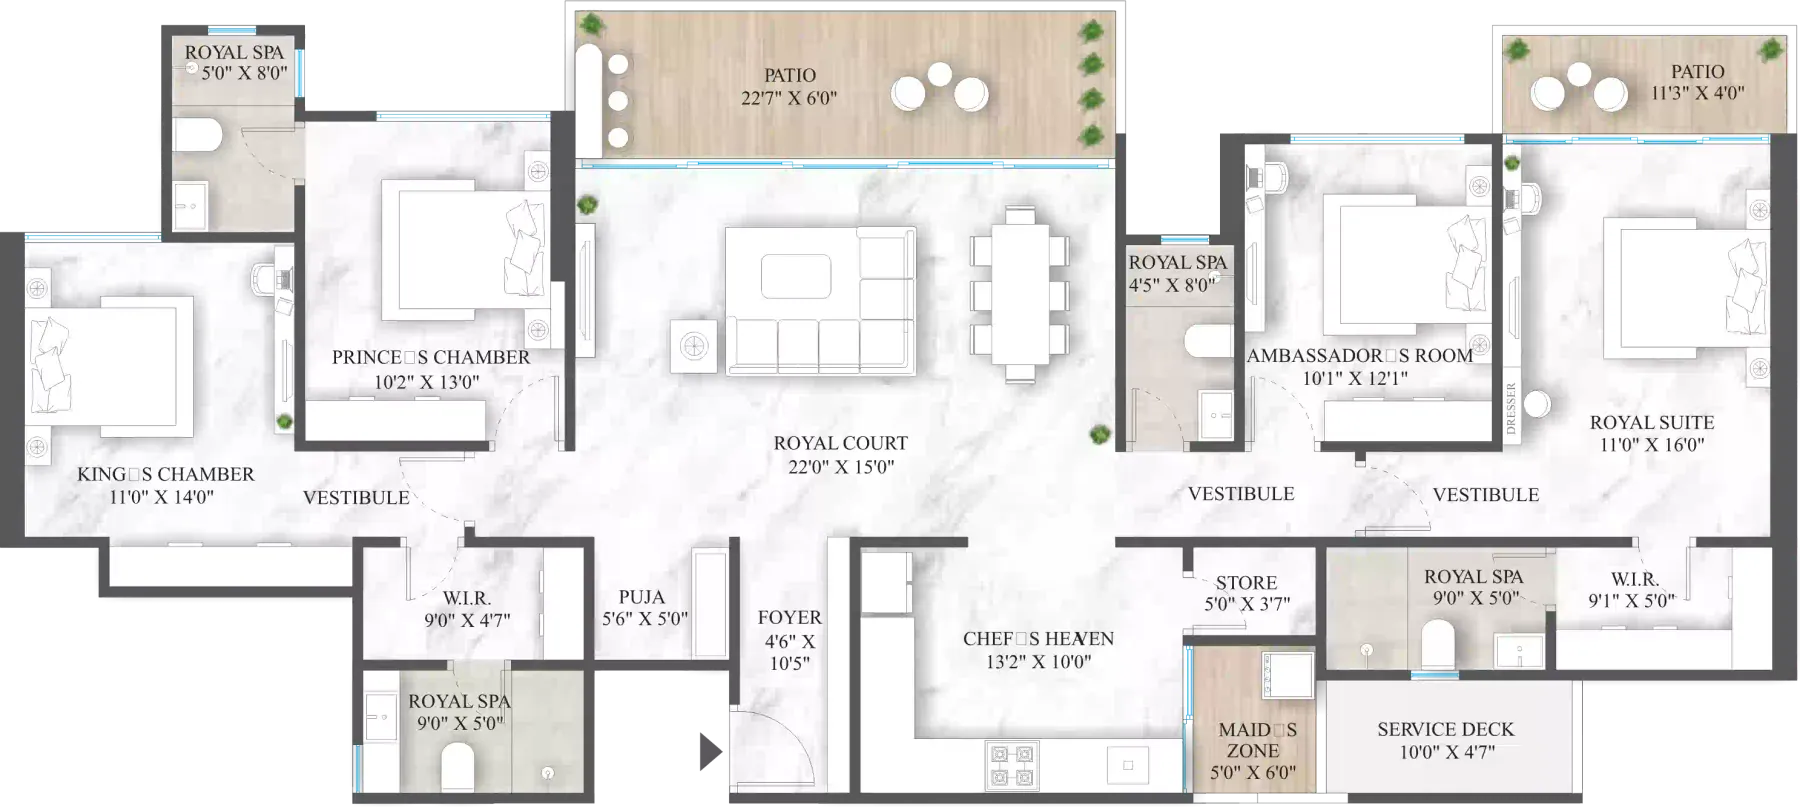 ROYAL SPA
5'0" X 8'0"
PATIO
22'7" X 6'0"
PATIO
11'3" X 4'0"
ROYAL SPA
4'5" X 8'0"
PRINCE□S CHAMBER
10'2" X 13'0"
AMBASSADOR□S ROOM
10'1" X 12'1"
DRESSER
ROYAL SUITE
11'0" X 16'0"
ROYAL COURT
22'0" X 15'0"
KING□S CHAMBER
11'0" X 14'0"
VESTIBULE
VESTIBULE
VESTIBULE
W.I.R.
9'0" X 4'7"
PUJA
5'6" X 5'0"
FOYER
4'6" X
10'5"
CHEF□S HEAVEN
13'2" X 10'0"
STORE
5'0" X 3'7"
ROYAL SPA
9'0" X 5'0"
W.I.R.
9'1" X 5'0"
ROYAL SPA
9'0" X 5'0"
MAID□S
ZONE
5'0" X 6'0"
SERVICE DECK
10'0" X 4'7"